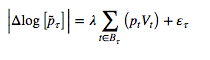 |Δlog [p̃_τ]| = λ ∑_{t∈B_τ} (p_t V_t) + ε_τ